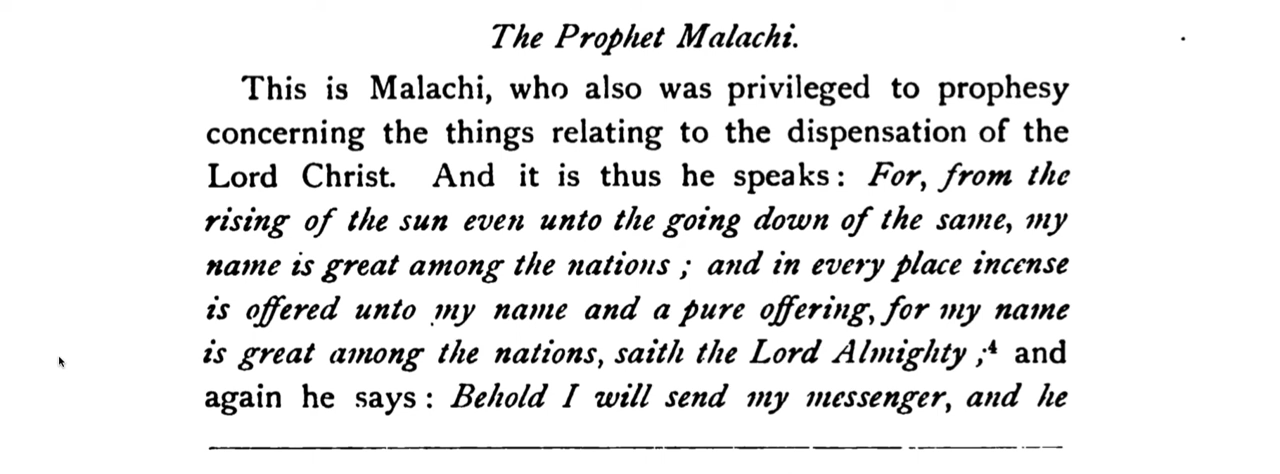 The Prophet Malachi.
This is Malachi, who also was privileged to prophesy
concerning the things relating to the dispensation of the
Lord Christ. And it is thus he speaks : For, from the
rising of the sun even unto the going down of the same, my
name is great among the nations ; and in every place incense
is offered unto my name and a pure offering, for my name
is great among the nations, saith the Lord Almighty ;⁴ and
again he says : Behold I will send my messenger, and he